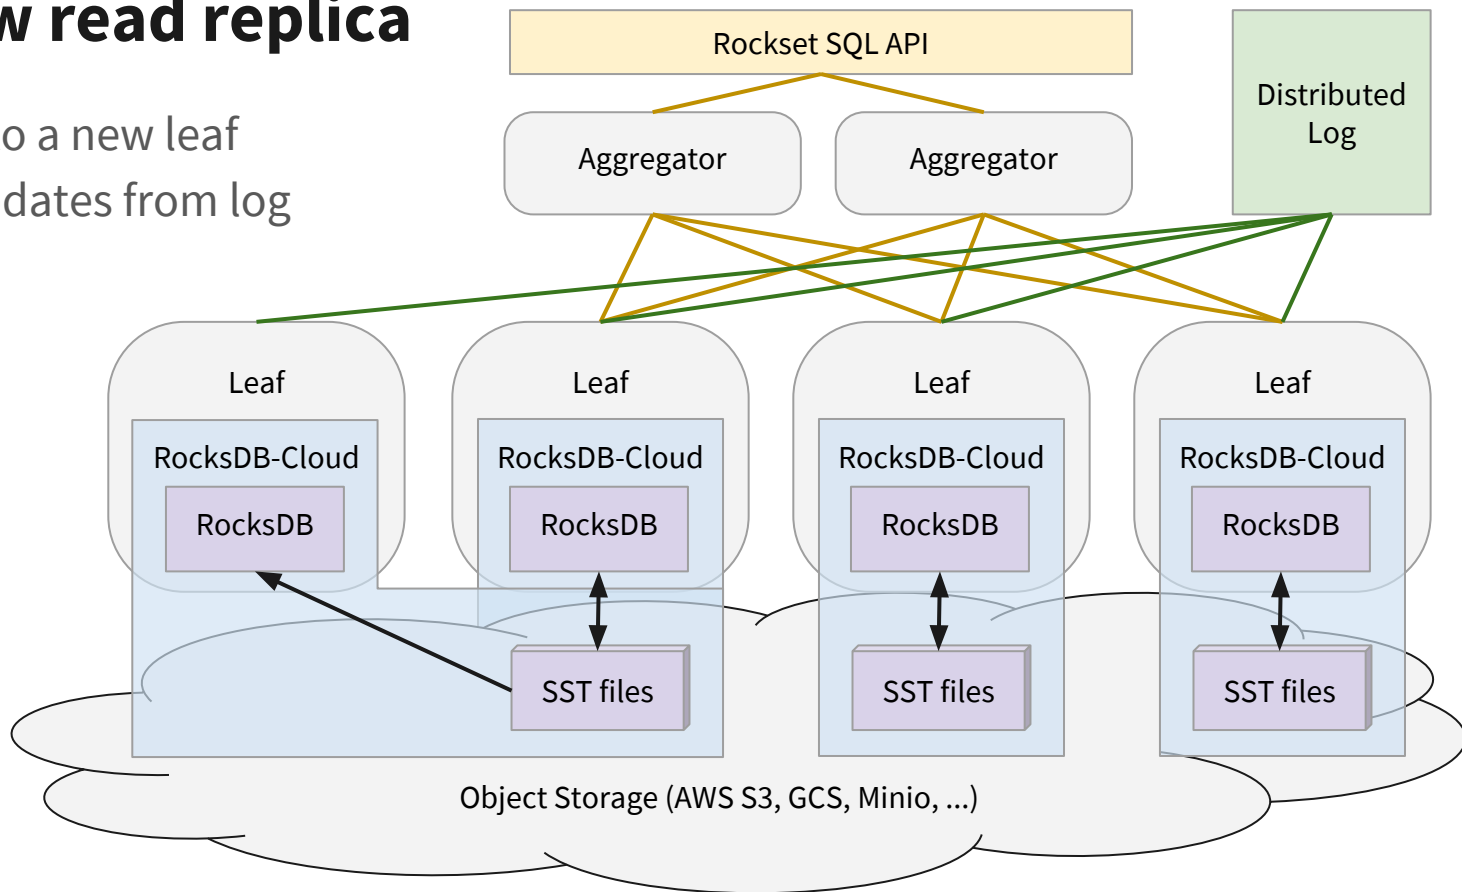 read replica
o a new leaf
dates from log
Rockset SQL API
Distributed
Log
Aggregator
Aggregator
Leaf
Leaf
Leaf
Leaf
RocksDB-Cloud
RocksDB-Cloud
RocksDB-Cloud
RocksDB-Cloud
RocksDB
RocksDB
RocksDB
RocksDB
SST files
SST files
SST files
Object Storage (AWS S3, GCS, Minio, ...)